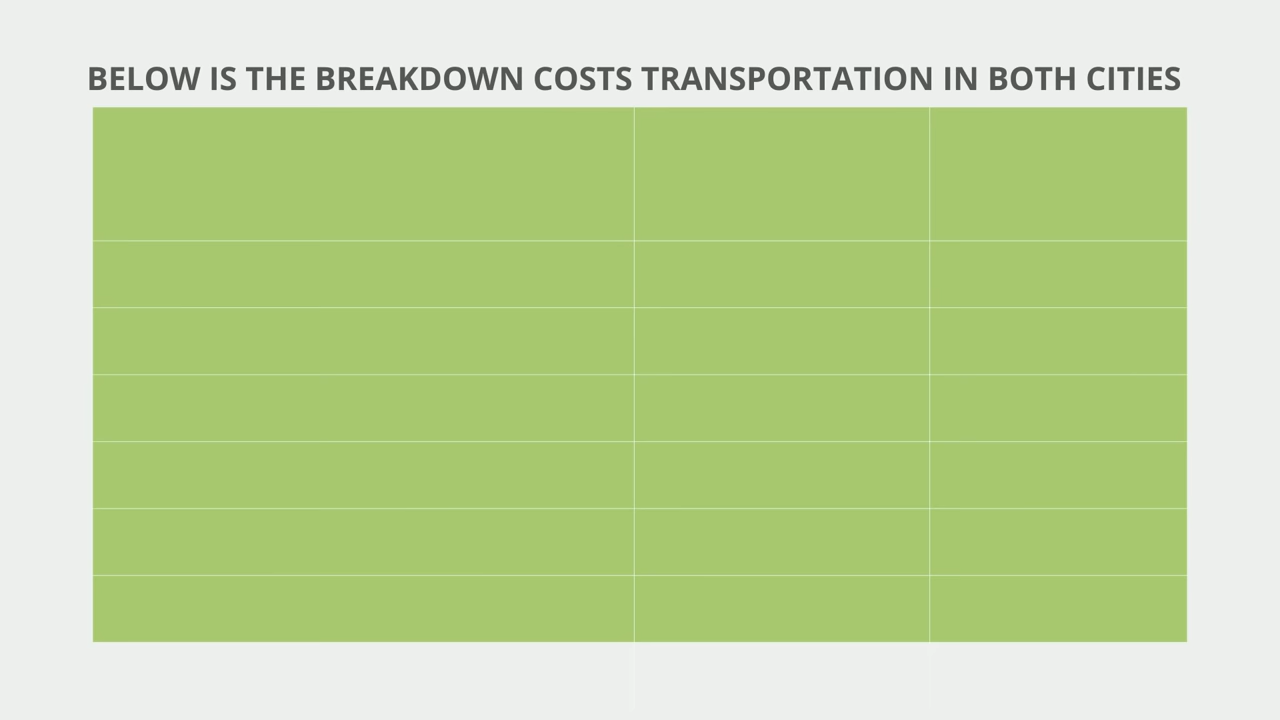 BELOW IS THE BREAKDOWN COSTS TRANSPORTATION IN BOTH CITIES